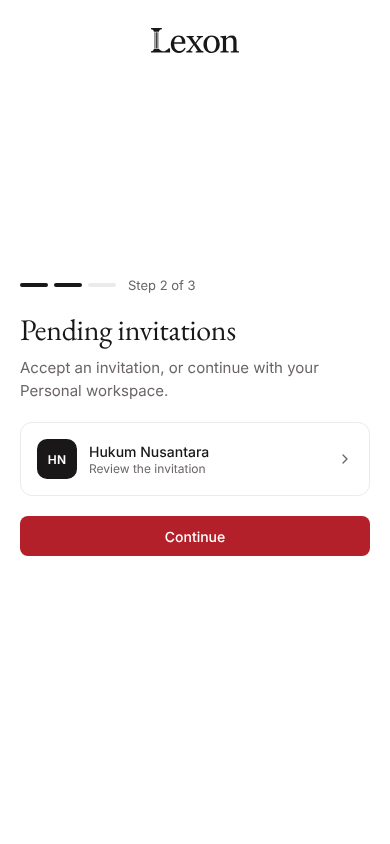 Lexon
Step 2 of 3
Pending invitations
Accept an invitation, or continue with your
Personal workspace.
HN
Hukum Nusantara
Review the invitation
Continue